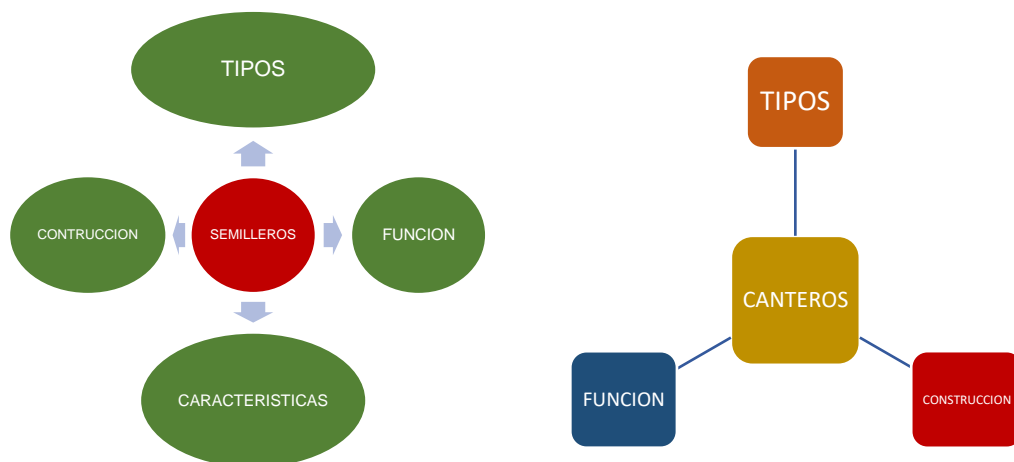 TIPOS
CONTRUCCION
SEMILLEROS
FUNCION
CARACTERISTICAS
TIPOS
CANTEROS
FUNCION
CONSTRUCCION